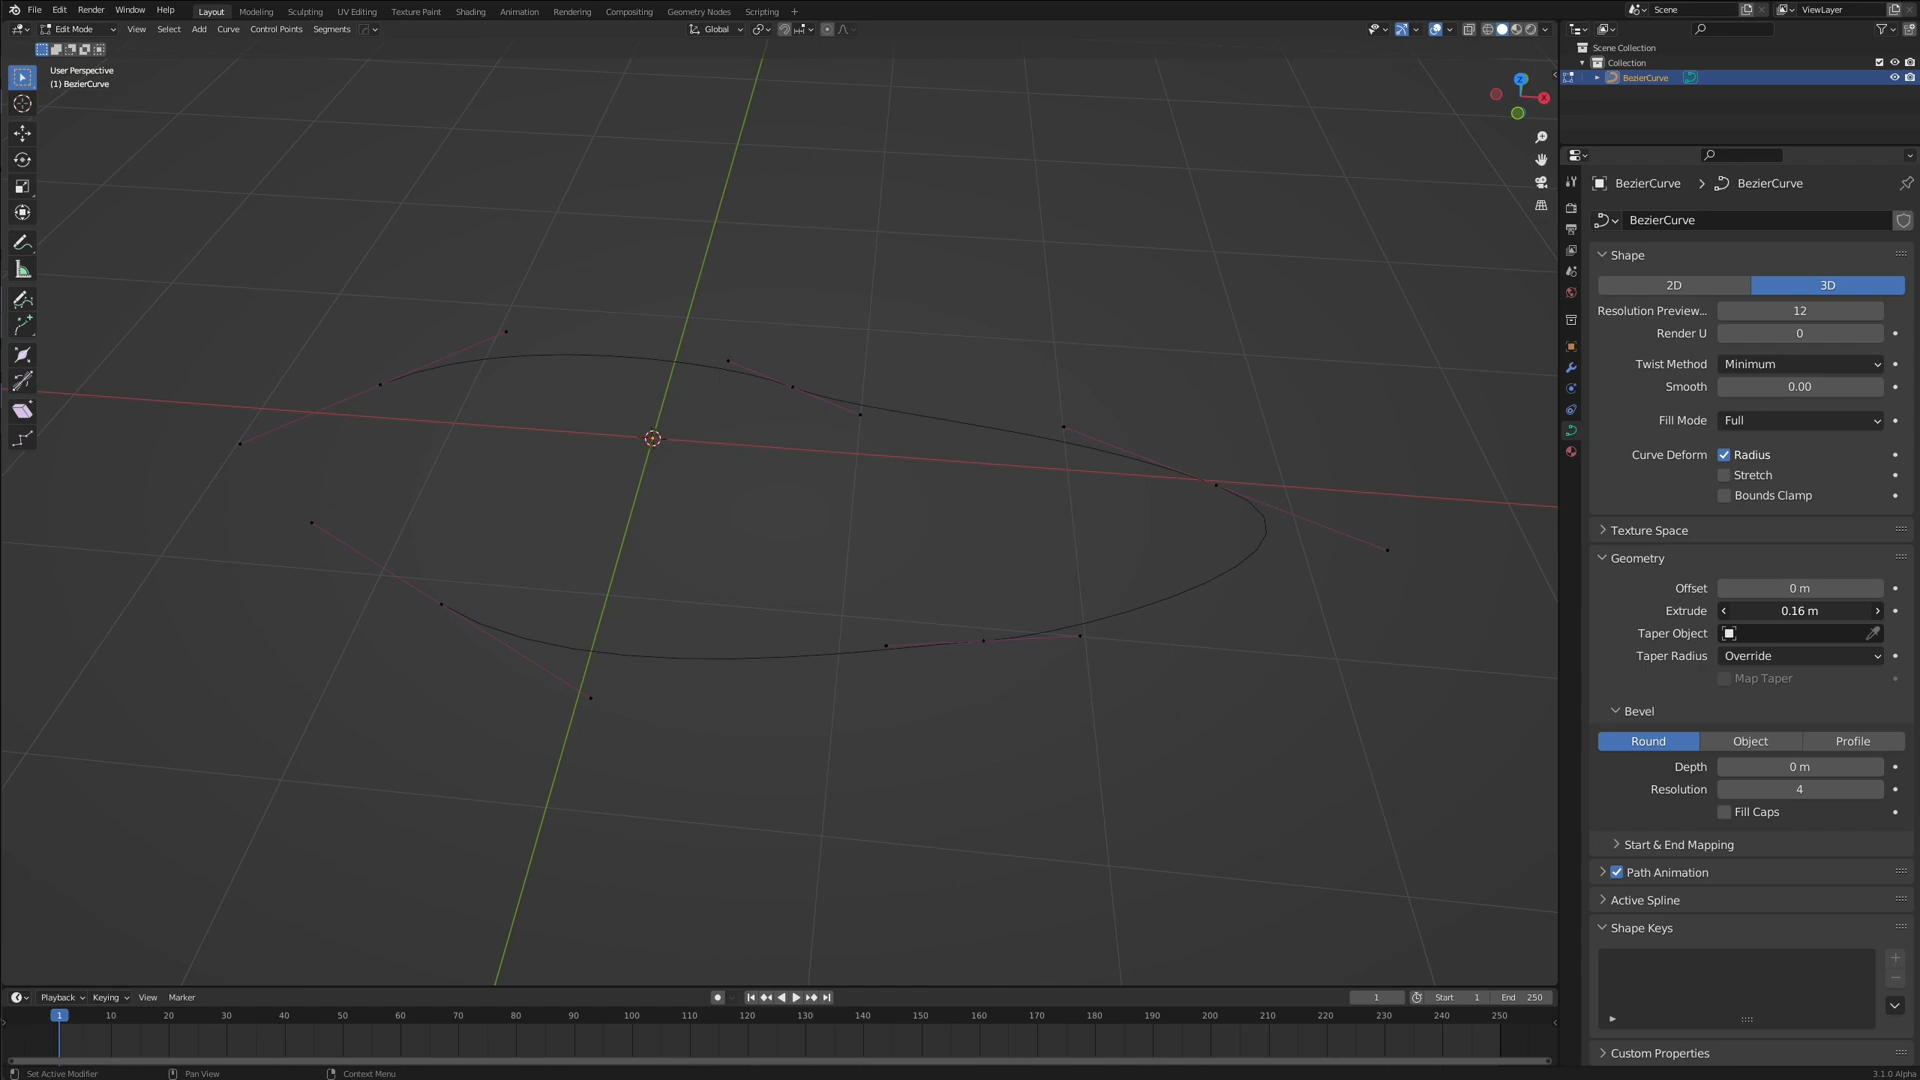 File Edit Render Window Help Layout Modeling Sculpting UV Editing Texture Paint Shading Animation Rendering Compositing Geometry Nodes Scripting + Scene ViewLayer
Edit Mode View Select Add Curve Control Points Segments Global
User Perspective
(1) BezierCurve
Z
X
Scene Collection
Collection
BezierCurve
BezierCurve > BezierCurve
BezierCurve
Shape
2D 3D
Resolution Preview... 12
Render U 0
Twist Method Minimum
Smooth 0.00
Fill Mode Full
Curve Deform Radius
Stretch
Bounds Clamp
Texture Space
Geometry
Offset 0 m
Extrude 0.16 m
Taper Object
Taper Radius Override
Map Taper
Bevel
Round Object Profile
Depth 0 m
Resolution 4
Fill Caps
Start & End Mapping
Path Animation
Active Spline
Shape Keys
Custom Properties
Playback Keying View Marker 1 Start 1 End 250
1 10 20 30 40 50 60 70 80 90 100 110 120 130 140 150 160 170 180 190 200 210 220 230 240 250
Set Active Modifier Pan View Context Menu 3.1.0 Alpha